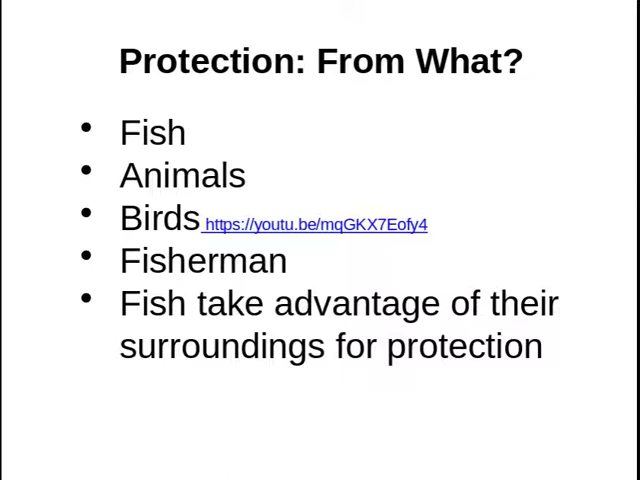 Protection: From What?
• Fish
• Animals
• Birds https://youtu.be/mqGKX7Eofy4
• Fisherman
• Fish take advantage of their
surroundings for protection